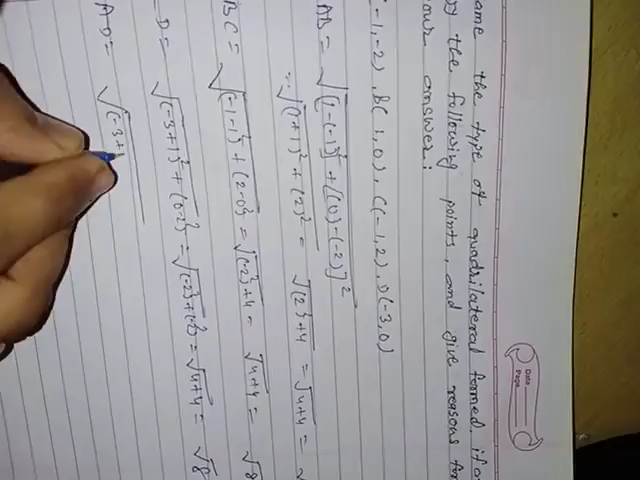 ame the type of quadrilateral formed, if a
by the following points, and give reasons for
our answer:
(-1,-2), B(1,0), C(-1,2), D(-3,0)
AB = √[1-(-1)]² + [(0)-(-2)]²
= √(1+1)² + (2)² = √(2)²+4 = √4+4 =
BC = √(-1-1)² + (2-0)² = √(-2)²+4 = √4+4 = √8
D = √(-3+1)² + (0-2)² = √(-2)²+(-2)² = √4+4 = √8
AD = √(-3+1
Date
Page